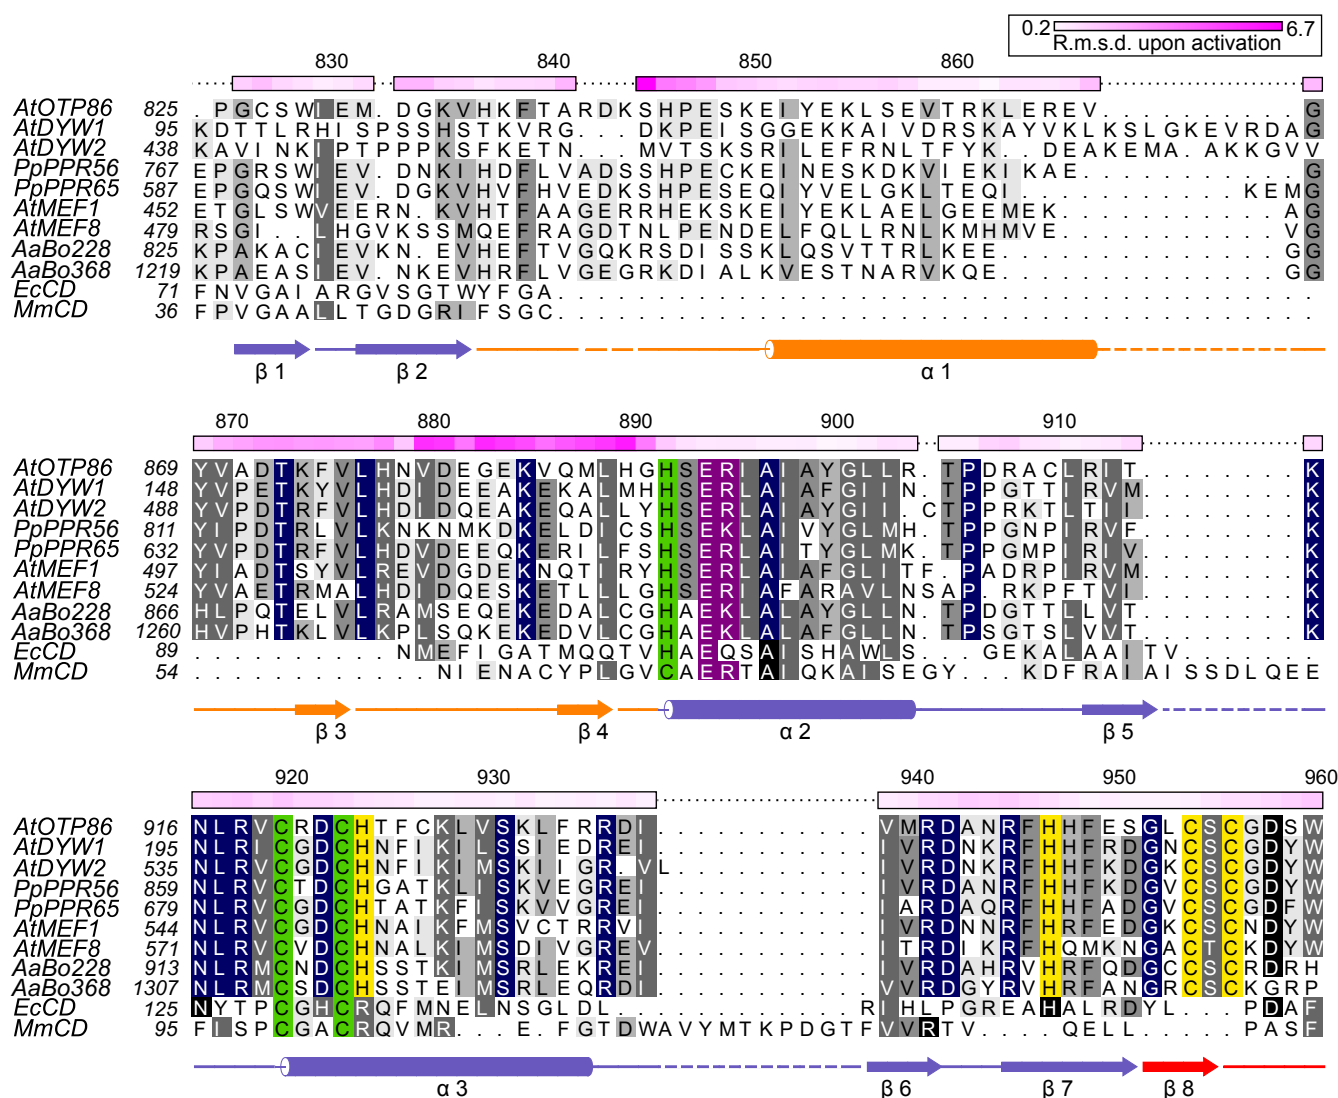 0.2 6.7
R.m.s.d. upon activation
830 840 850 860
AtOTP86 825 .PGCSWIEM.DGKVHKFTARDKSHPESKEIYEKLSEVTRKLEREV..........G
AtDYW1 95 KDTTLRHISPSSHSTKVRG...DKPEISGGEKKAIVDRSKAYVKLKSLGKEVRDAG
AtDYW2 438 KAVINKIPTPPPKSFKETN...MVTSKSRILEFRNLTFYK..DEAKEMA.AKKGVV
PpPPR56 767 EPGRSWIEV.DNKIHDFLVADSSHPECKEINESKDKVIEKIKAE...........G
PpPPR65 587 EPGQSWIEV.DGKVHVFHVEDKSHPESEQIYVELGKLTEQI...........KEMG
AtMEF1 452 ETGLSWVEERN.KVHTFAAGERRHEKSKEIYEKLAELGEEMEK...........AG
AtMEF8 479 RSGI..LHGVKSSMQEFRAGDTNLPENDELFQLLRNLKMHMVE...........VG
AaBo228 825 KPAKACIEVKN.EVHEFTVGQKRSDISSKLQSVTTRLKEE..............GG
AaBo368 1219 KPAEASIEV.NKEVHRFLVGEGRKDIALKVESTNARVKQE..............GG
EcCD 71 FNVGAIARGVSGTWYFGA......................................
MmCD 36 FPVGAALLTGDGRIFSGC......................................
β 1 β 2 α 1
870 880 890 900 910
AtOTP86 869 YVADTKFVLHNVDEGEKVQMLHGHSERIAIAYGLLR.TPDRACLRIT........K
AtDYW1 148 YVPETKYVLHDIDEEAKEKALMHHSERLAIAFGIIN.TPPGTTIRVM........K
AtDYW2 488 YVPDTRFVLHDIDQEAKEQALLYHSERLAIAYGII.CTPPRKTLTII........K
PpPPR56 811 YIPDTRLVLKNKNMKDKELDICSHSEKLAIVYGLMH.TPPGNPIRVF........K
PpPPR65 632 YVPDTRFVLHDVDEEQKERILFSHSERLAITYGLMK.TPPGMPIRIV........K
AtMEF1 497 YIADTSYVLREVDGDEKNQTIRYHSERLAIAFGLITF.PADRPIRVM........K
AtMEF8 524 YVAETRMALHDIDQESKETLLLGHSERIAFARAVLNSAP.RKPFTVI........K
AaBo228 866 HLPQTELVLRAMSEQEKEDALCGHAEKLALAYGLLN.TPDGTTLLVT........K
AaBo368 1260 HVPHTKLVLKPLSQKEKEDVLCGHAEKLALAFGLLN.TPSGTSLVVT........K
EcCD 89 ..........NMEFIGATMQQTVHAEQSAISHAWLS...GEKALAAITV.......
MmCD 54 ............NIENACYPLGVCAERTAIQKAISEGY...KDFRAIAISSDLQEE
β 3 β 4 α 2 β 5
920 930 940 950 960
AtOTP86 916 NLRVCRDCHTFCKLVSKLFRRDI...........VMRDANRFHHFESGLCSCGDSW
AtDYW1 195 NLRICGDCHNFIKILSSIEDREI...........IVRDNKRFHHFRDGNCSCGDYW
AtDYW2 535 NLRVCGDCHNFIKIMSKIIGR.VL..........IVRDNKRFHHFRDGKCSCGDYW
PpPPR56 859 NLRVCTDCHGATKLISKVEGREI...........IVRDANRFHHFKDGVCSCGDYW
PpPPR65 679 NLRVCGDCHTATKFISKVVGREI...........IARDAQRFHHFADGVCSCGDYW
AtMEF1 544 NLRVCGDCHNAIKFMSVCTRRVI...........IVRDNNRFHRFEDGKCSCNDYW
AtMEF8 571 NLRVCVDCHNALKIMSDIVGREV...........ITRDIKRFHQMKNGACTCKDYW
AaBo228 913 NLRMCNDCHSSTKIMSRLEKREI...........IVRDAHRVHRFQDGCCSCRDRH
AaBo368 1307 NLRMCSDCHSSTEIMSRLEQRDI...........IVRDGYRVHRFANGRCSCKGRP
EcCD 125 NYTPCGHCRQFMNELNSGLDL............RIHLPGREAHALRDYL...PDAF
MmCD 95 FISPCGACRQVMR...E.FGTDWAVYMTKPDGTFVVRTV....QELL....PASF
α 3 β 6 β 7 β 8